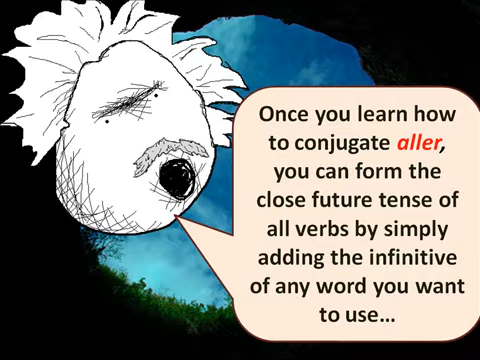 Once you learn how
to conjugate aller,
you can form the
close future tense of
all verbs by simply
adding the infinitive
of any word you want
to use...